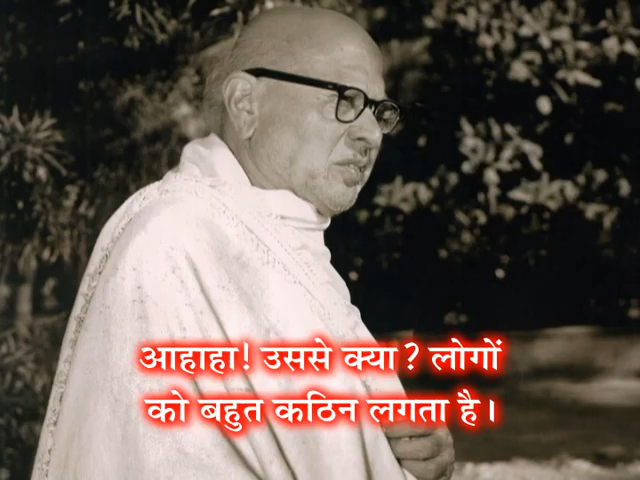 आहाहा! उससे क्या? लोगों
को बहुत कठिन लगता है।